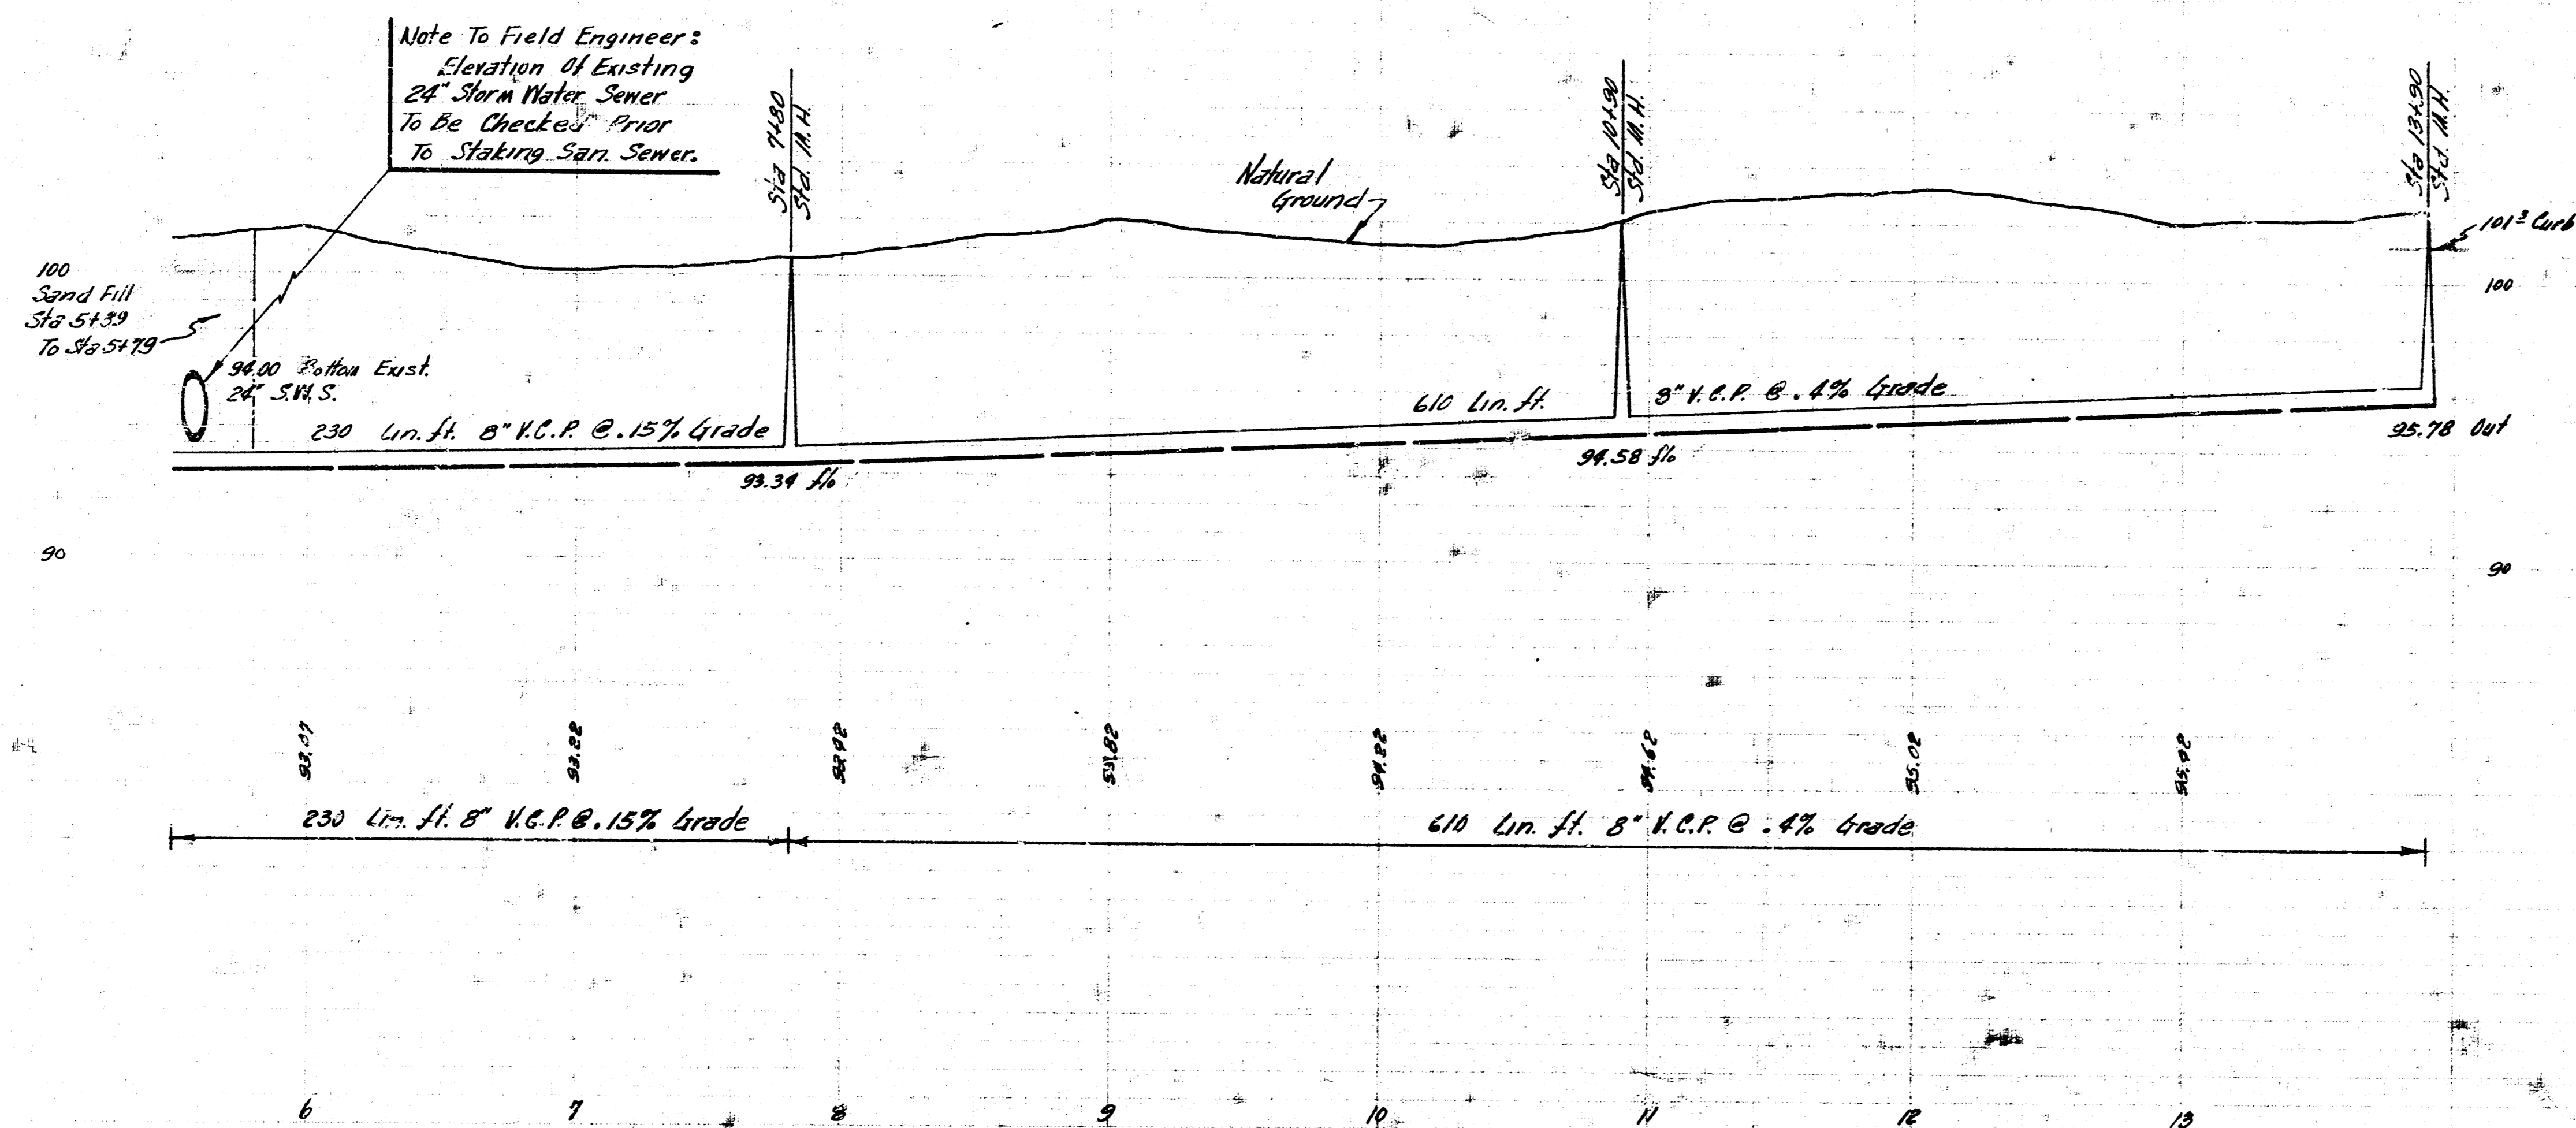 Note To Field Engineer:
Elevation Of Existing
24" Storm Water Sewer
To Be Checked Prior
To Staking San. Sewer.
Sta 7+80
Std. M.H.
Sta 10+90
Std. M.H.
Sta 13+90
Std. M.H.
Natural
Ground
101³ Curb
100
Sand Fill
Sta 5+39
To Sta 5+79
100
94.00 Bottom Exist.
24" S.W.S.
230 Lin. ft. 8" V.C.P. @ .15% Grade
610 Lin. ft.
8" V.C.P. @ .4% Grade
93.34 flo
94.58 flo
95.78 Out
90
90
93.07
93.22
93.42
93.82
94.22
94.62
95.02
95.42
230 Lin. ft. 8" V.C.P. @ .15% Grade
610 Lin. ft. 8" V.C.P. @ .4% Grade
6
7
8
9
10
11
12
13